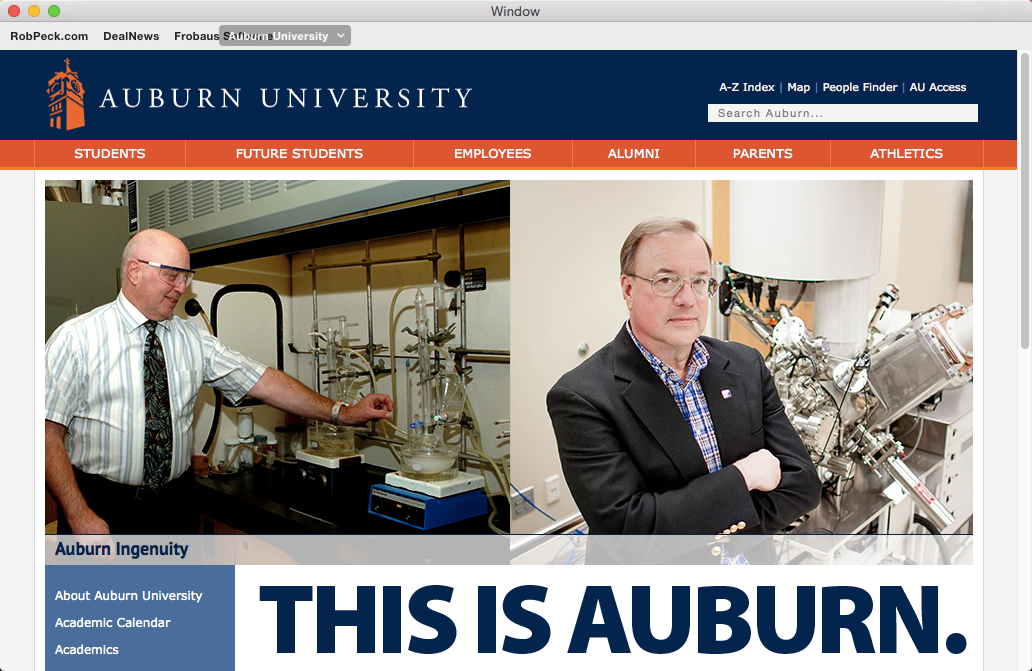 Window
RobPeck.com DealNews Frobaus Auburn University
AUBURN UNIVERSITY
A-Z Index | Map | People Finder | AU Access
Search Auburn...
STUDENTS FUTURE STUDENTS EMPLOYEES ALUMNI PARENTS ATHLETICS
Auburn Ingenuity
About Auburn University
Academic Calendar
Academics
THIS IS AUBURN.